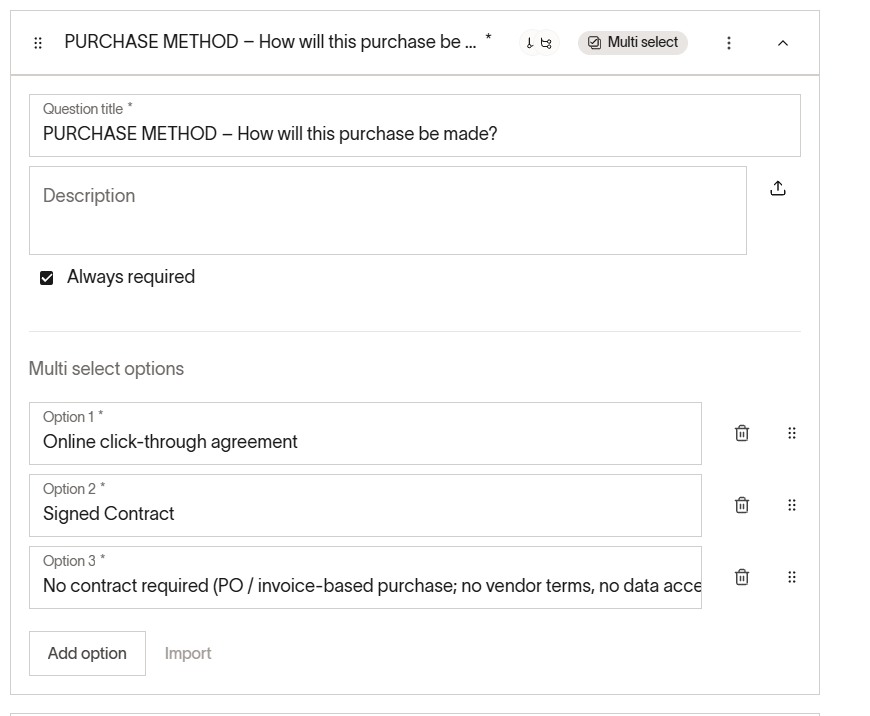 PURCHASE METHOD – How will this purchase be ... *
Multi select
Question title *
PURCHASE METHOD – How will this purchase be made?
Description
Always required
Multi select options
Option 1 *
Online click-through agreement
Option 2 *
Signed Contract
Option 3 *
No contract required (PO / invoice-based purchase; no vendor terms, no data acce
Add option
Import